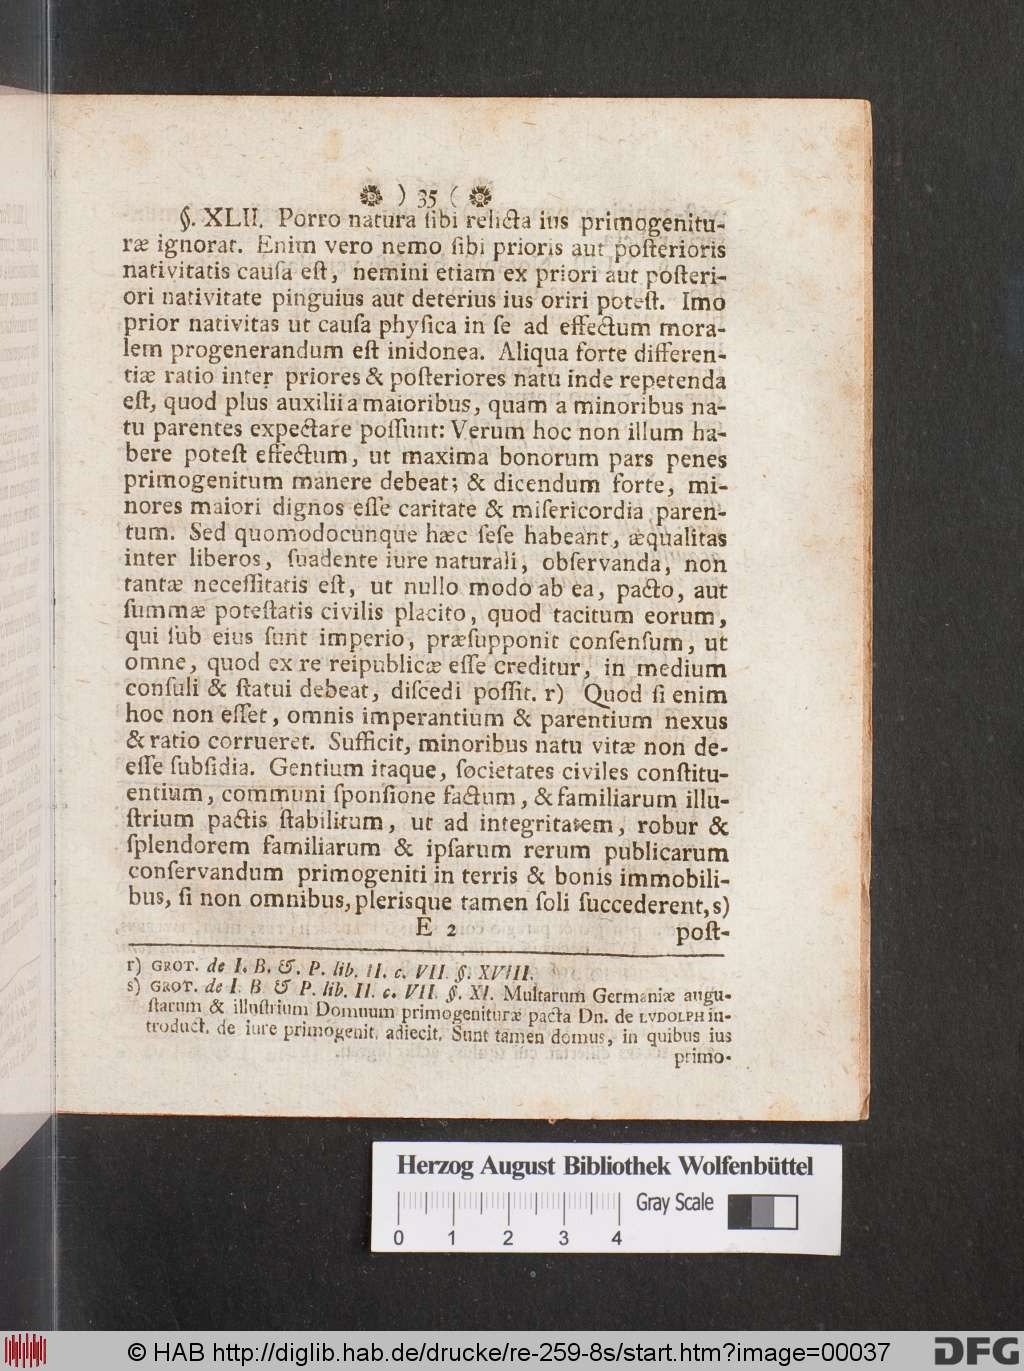 ) 35 (
§. XLII. Porro natura ſibi relicta ius primogenitu-
ræ ignorat. Enim vero nemo ſibi prioris aut poſterioris
nativitatis cauſa eſt, nemini etiam ex priori aut poſteri-
ori nativitate pinguius aut deterius ius oriri poteſt. Imo
prior nativitas ut cauſa phyſica in ſe ad effectum mora-
lem progenerandum eſt inidonea. Aliqua forte differen-
tiæ ratio inter priores & poſteriores natu inde repetenda
eſt, quod plus auxilii a maioribus, quam a minoribus na-
tu parentes expectare poſſunt: Verum hoc non illum ha-
bere poteſt effectum, ut maxima bonorum pars penes
primogenitum manere debeat; & dicendum forte, mi-
nores maiori dignos eſſe caritate & miſericordia paren-
tum. Sed quomodocunque hæc ſeſe habeant, æqualitas
inter liberos, ſuadente iure naturali, obſervanda, non
tantæ neceſſitatis eſt, ut nullo modo ab ea, pacto, aut
ſummæ poteſtatis civilis placito, quod tacitum eorum,
qui ſub eius ſunt imperio, præſupponit conſenſum, ut
omne, quod ex re reipublicæ eſſe creditur, in medium
conſuli & ſtatui debeat, diſcedi poſſit. r) Quod ſi enim
hoc non eſſet, omnis imperantium & parentium nexus
& ratio corrueret. Sufficit, minoribus natu vitæ non de-
eſſe ſubſidia. Gentium itaque, ſocietates civiles conſtitu-
entium, communi ſponſione factum, & familiarum illu-
ſtrium pactis ſtabilitum, ut ad integritatem, robur &
ſplendorem familiarum & ipſarum rerum publicarum
conſervandum primogeniti in terris & bonis immobili-
bus, ſi non omnibus, plerisque tamen ſoli ſuccederent, s)
E 2 poſt-
r) GROT. de I. B. & P. lib. II. c. VII. §. XVIII.
s) GROT. de I. B & P. lib. II. c. VII. §. XI. Multarum Germaniæ augu-
ſtarum & illuſtrium Domuum primogenituræ pacta Dn. de LVDOLPH in-
troduct. de iure primogenit. adiecit. Sunt tamen domus, in quibus ius
primo-
Herzog August Bibliothek Wolfenbüttel
Gray Scale
0 1 2 3 4
© HAB http://diglib.hab.de/drucke/re-259-8s/start.htm?image=00037
DFG